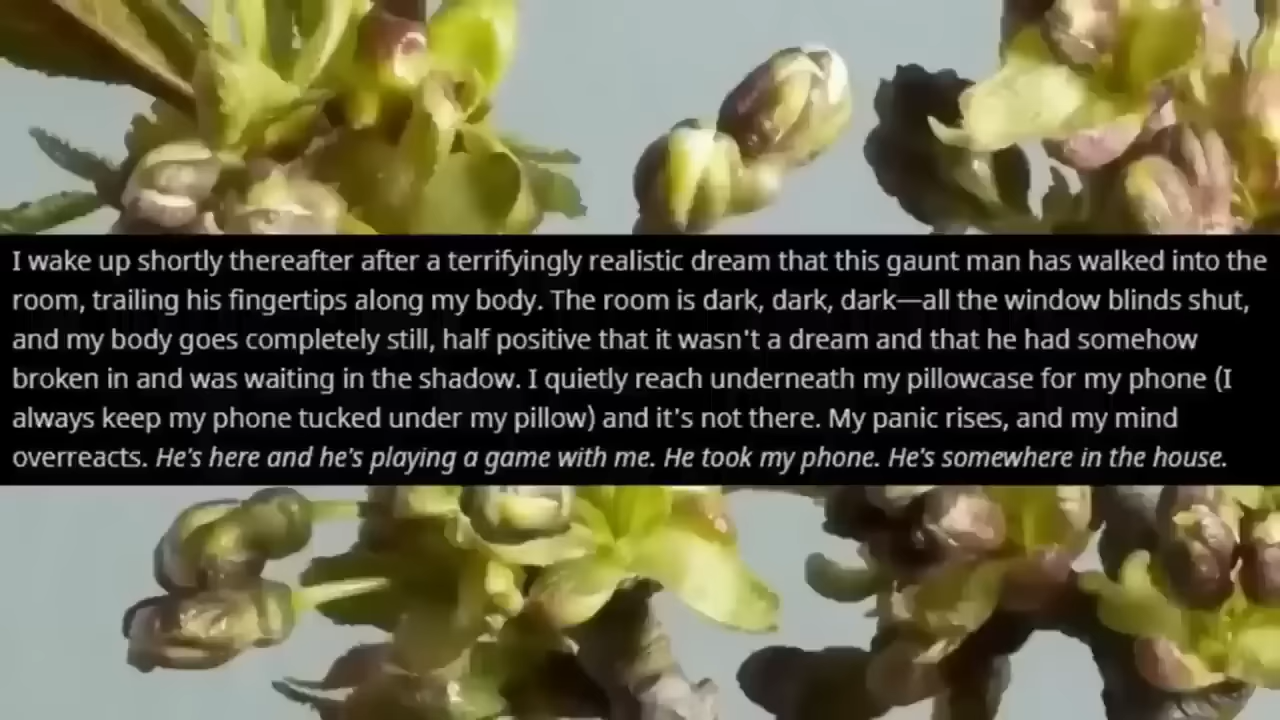 I wake up shortly thereafter after a terrifyingly realistic dream that this gaunt man has walked into the
room, trailing his fingertips along my body. The room is dark, dark, dark—all the window blinds shut,
and my body goes completely still, half positive that it wasn't a dream and that he had somehow
broken in and was waiting in the shadow. I quietly reach underneath my pillowcase for my phone (I
always keep my phone tucked under my pillow) and it's not there. My panic rises, and my mind
overreacts. He's here and he's playing a game with me. He took my phone. He's somewhere in the house.